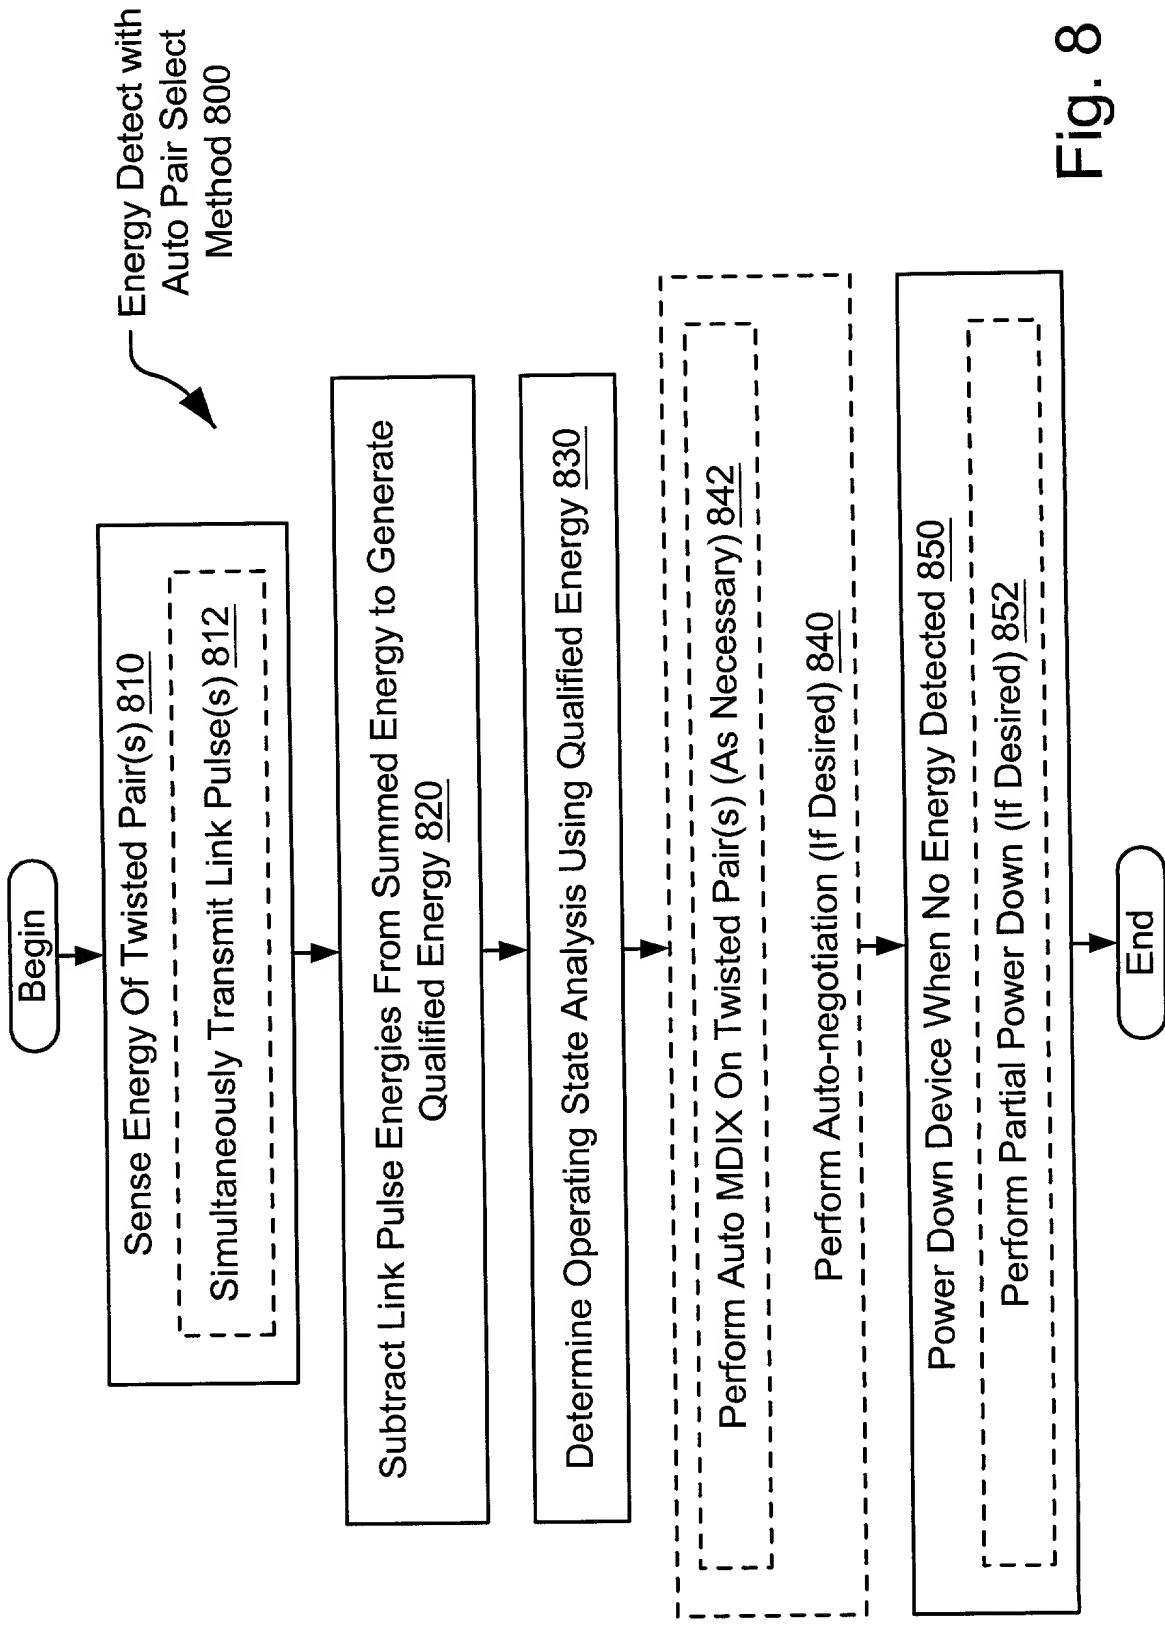 Energy Detect with
Auto Pair Select
Method 800
Begin
Sense Energy Of Twisted Pair(s) 810
Simultaneously Transmit Link Pulse(s) 812
Subtract Link Pulse Energies From Summed Energy to Generate
Qualified Energy 820
Determine Operating State Analysis Using Qualified Energy 830
Perform Auto MDIX On Twisted Pair(s) (As Necessary) 842
Perform Auto-negotiation (If Desired) 840
Power Down Device When No Energy Detected 850
Perform Partial Power Down (If Desired) 852
End
Fig. 8